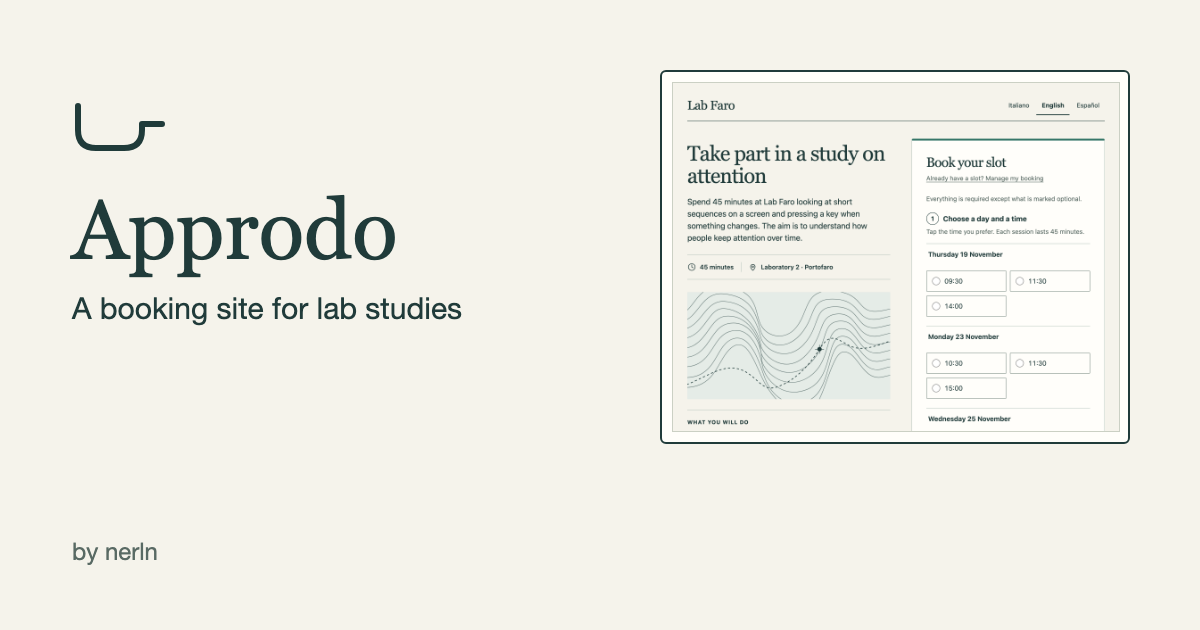 Approdo
A booking site for lab studies
by nerln
Lab Faro
Italiano English Español
Take part in a study on
attention
Spend 45 minutes at Lab Faro looking at short
sequences on a screen and pressing a key when
something changes. The aim is to understand how
people keep attention over time.
45 minutes
Laboratory 2 · Portofaro
WHAT YOU WILL DO
Book your slot
Already have a slot? Manage my booking
Everything is required except what is marked optional.
1 Choose a day and a time
Tap the time you prefer. Each session lasts 45 minutes.
Thursday 19 November
09:30 11:30
14:00
Monday 23 November
10:30 11:30
15:00
Wednesday 25 November